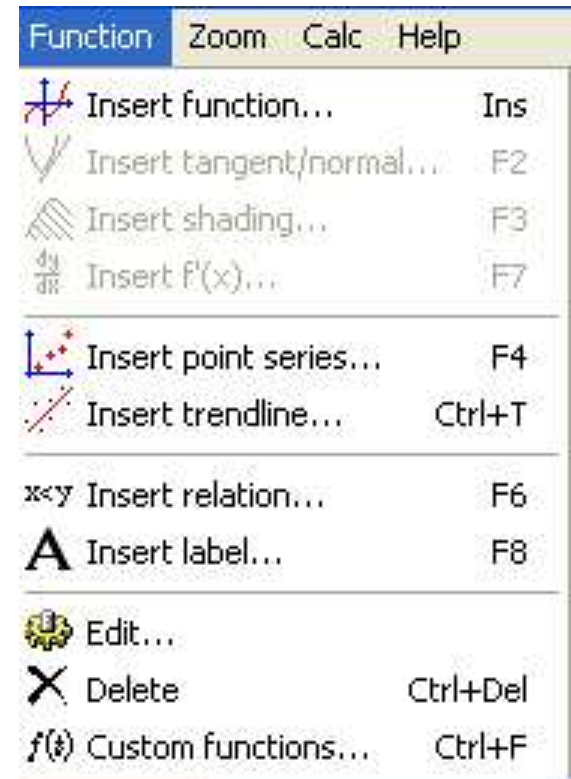 Function Zoom Calc Help
Insert function... Ins
Insert tangent/normal... F2
Insert shading... F3
dy/dx Insert f'(x)... F7
Insert point series... F4
Insert trendline... Ctrl+T
x<y Insert relation... F6
A Insert label... F8
Edit...
Delete Ctrl+Del
f(t) Custom functions... Ctrl+F